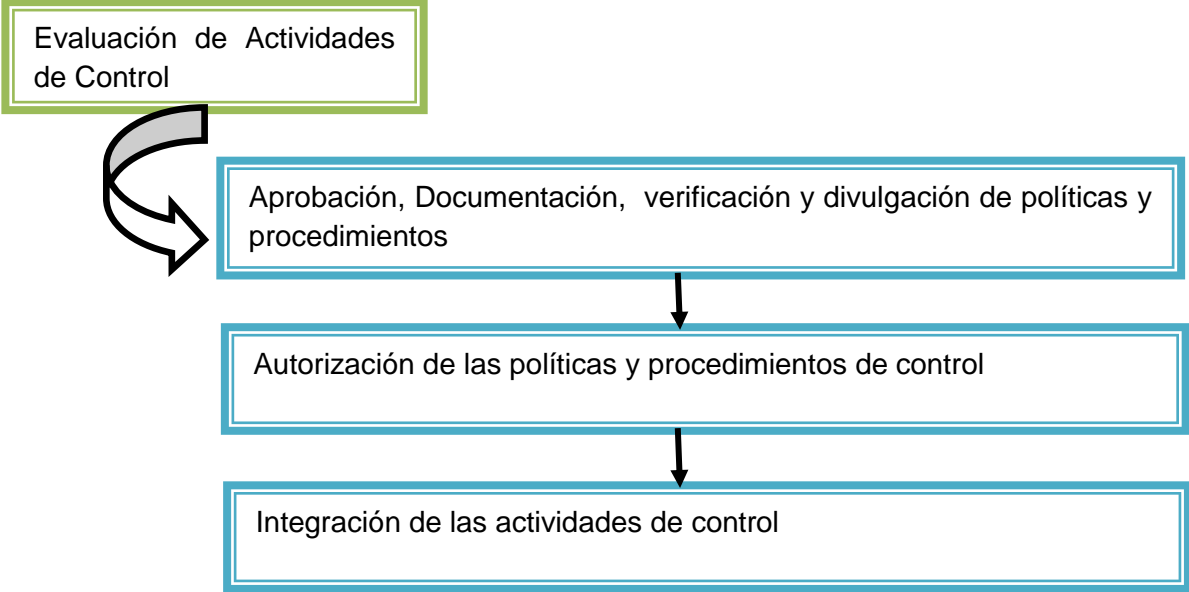 Evaluación de Actividades
de Control
Aprobación, Documentación, verificación y divulgación de políticas y
procedimientos
Autorización de las políticas y procedimientos de control
Integración de las actividades de control